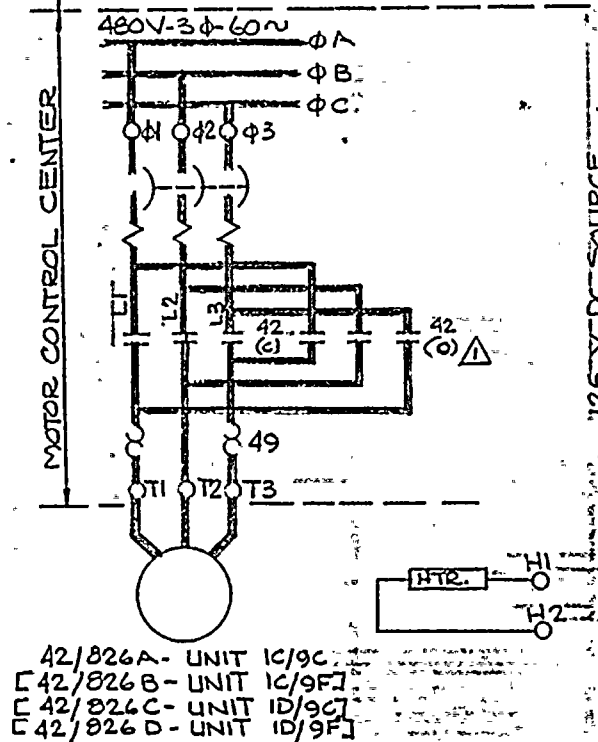 480V-3Φ-60~
ΦA
ΦB
ΦC
Φ1 Φ2 Φ3
MOTOR CONTROL CENTER
L1 L2 L3
42 (C)
42 (O) 1
49
T1 T2 T3
HTR. H1
H2
42/826A- UNIT 1C/9C
[42/826B- UNIT 1C/9F]
[42/826C- UNIT 1D/9C]
[42/826D- UNIT 1D/9F]